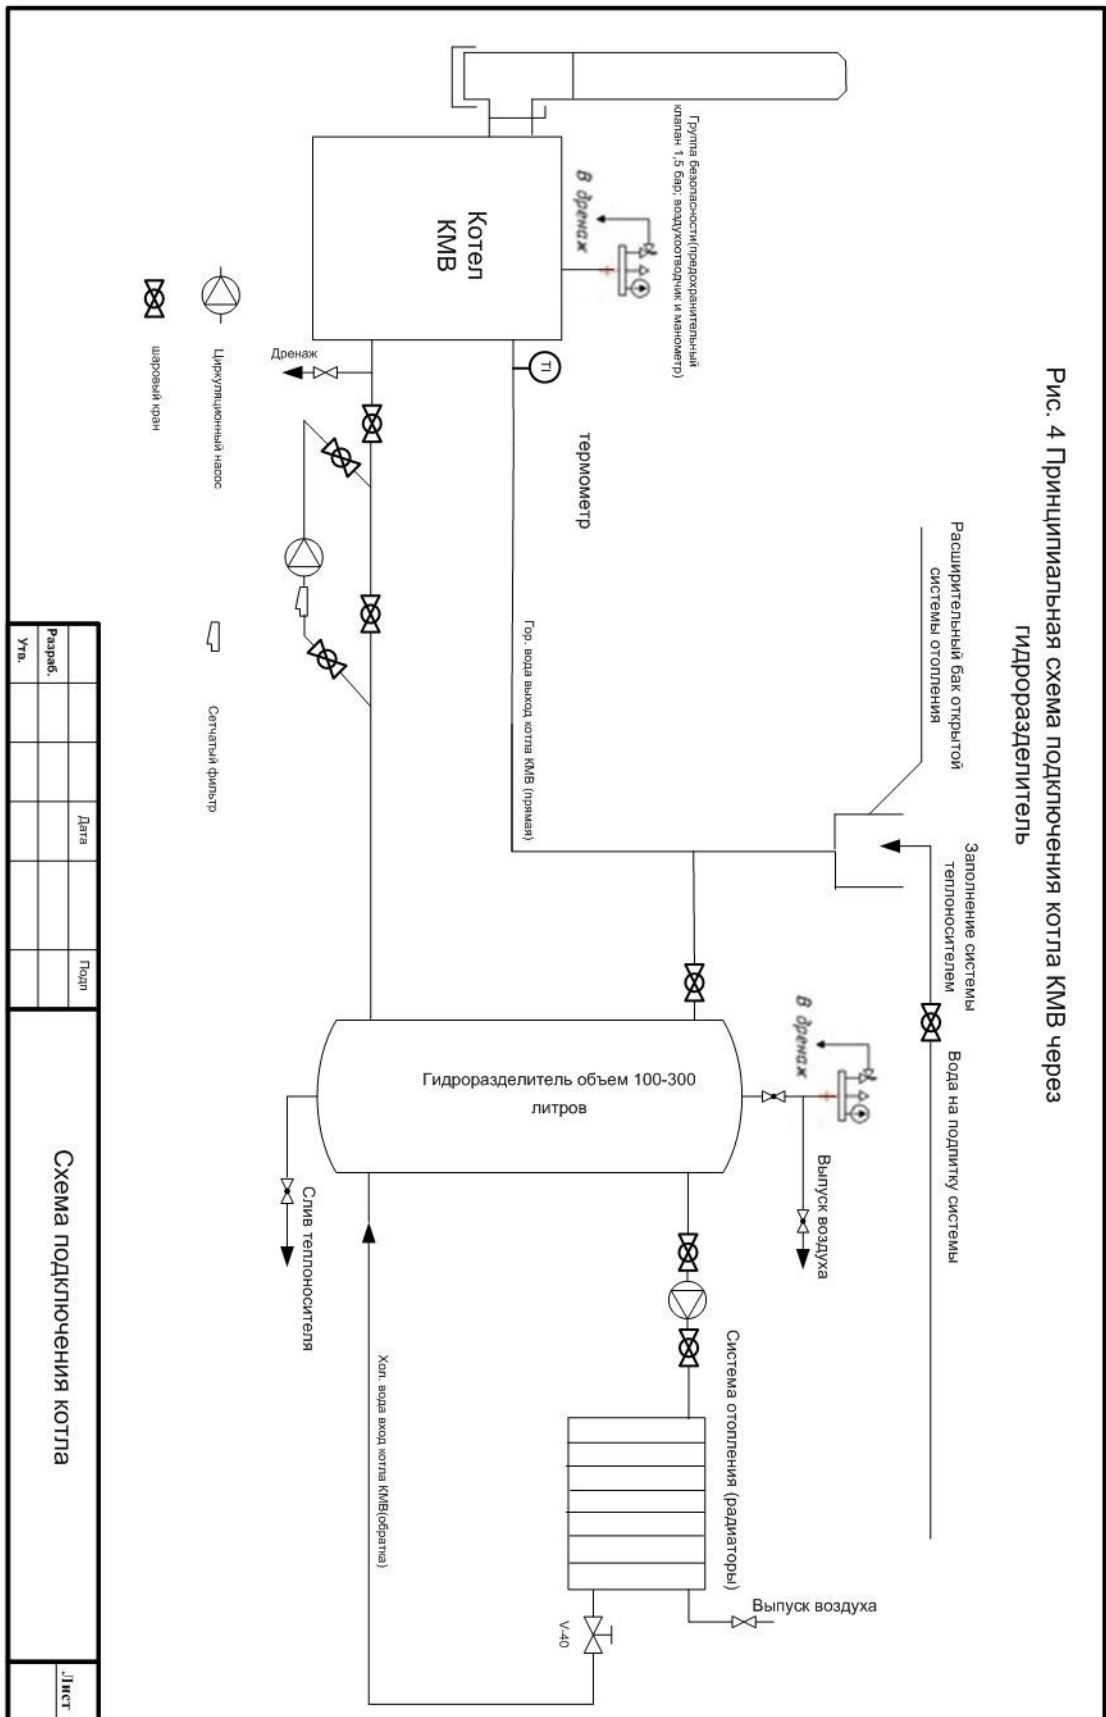 Рис. 4 Принципиальная схема подключения котла КМВ через
гидроразделитель
Расширительный бак открытой
системы отопления
Заполнение системы
теплоносителем
Вода на подпитку системы
Группа безопасности(предохранительный
клапан 1,5 бар; воздухоотводчик и манометр)
В дренаж
Котел
КМВ
TI
термометр
Гор. вода выход котла КМВ (прямая)
В дренаж
Выпуск воздуха
Гидроразделитель объем 100-300
литров
Система отопления (радиаторы)
Выпуск воздуха
V-40
Хол. вода вход котла КМВ(обратка)
Слив теплоносителя
Дренаж
Циркуляционный насос
шаровый кран
Сетчатый фильтр
Дата
Подп
Разраб.
Утв.
Схема подключения котла
Лист